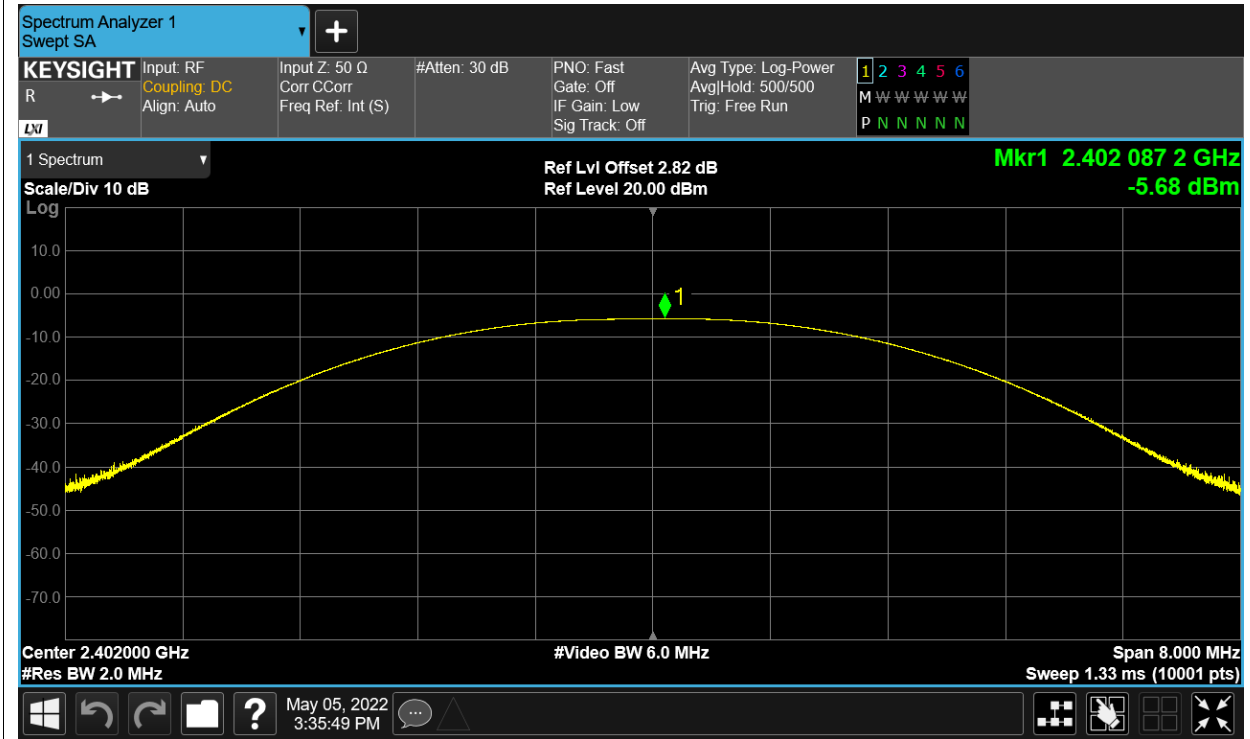 Spectrum Analyzer 1
Swept SA
+
KEYSIGHT
R
LXI
Input: RF
Coupling: DC
Align: Auto
Input Z: 50 Ω
Corr CCorr
Freq Ref: Int (S)
#Atten: 30 dB
PNO: Fast
Gate: Off
IF Gain: Low
Sig Track: Off
Avg Type: Log-Power
Avg|Hold: 500/500
Trig: Free Run
1 2 3 4 5 6
M W W W W W W
P N N N N N N
1 Spectrum
Scale/Div 10 dB
Log
Ref Lvl Offset 2.82 dB
Ref Level 20.00 dBm
Mkr1 2.402 087 2 GHz
-5.68 dBm
10.0
0.00
-10.0
-20.0
-30.0
-40.0
-50.0
-60.0
-70.0
1
Center 2.402000 GHz
#Res BW 2.0 MHz
#Video BW 6.0 MHz
Span 8.000 MHz
Sweep 1.33 ms (10001 pts)
?
May 05, 2022
3:35:49 PM